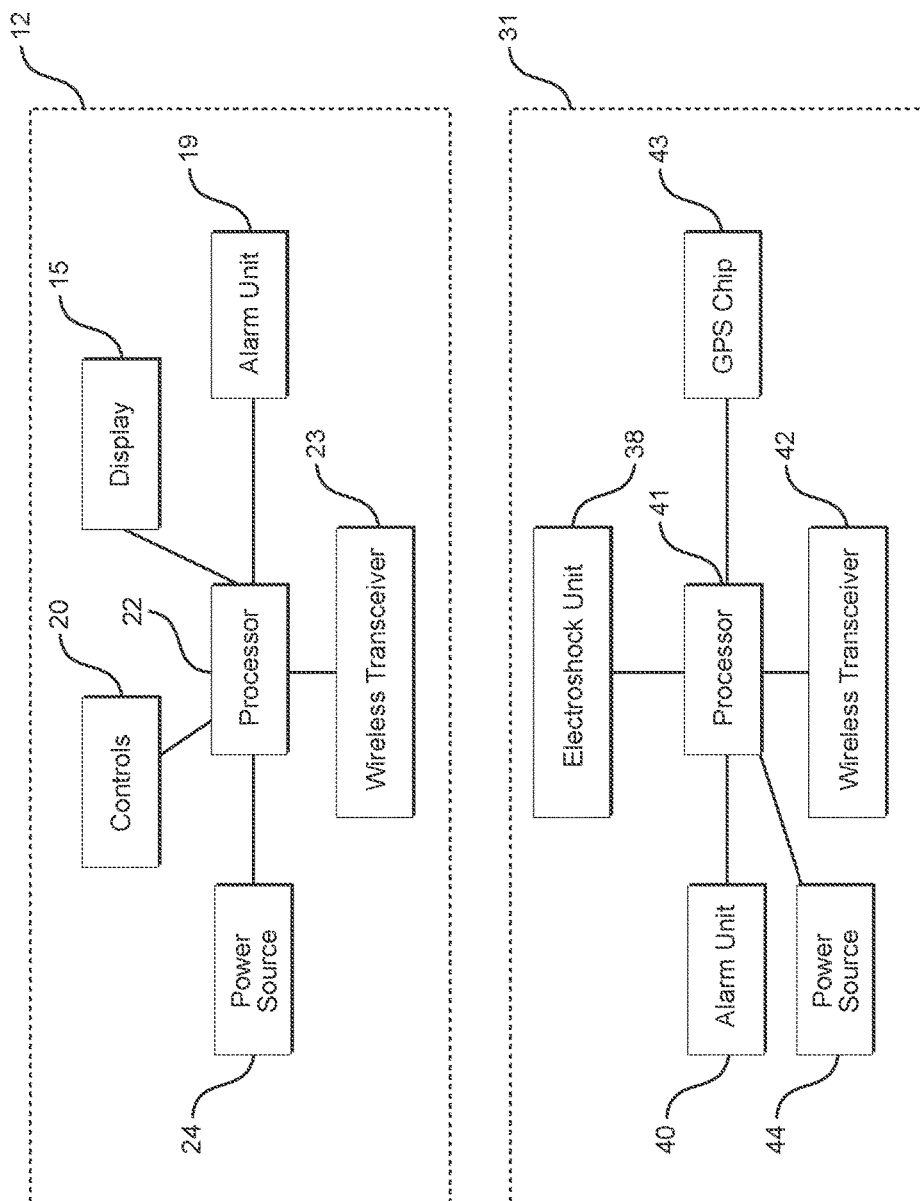 12
15
Display
19
Alarm Unit
20
Controls
22
Processor
23
Wireless Transceiver
Power
Source
24
31
38
Electroshock Unit
43
GPS Chip
41
Processor
42
Wireless Transceiver
Alarm Unit
40
Power
Source
44